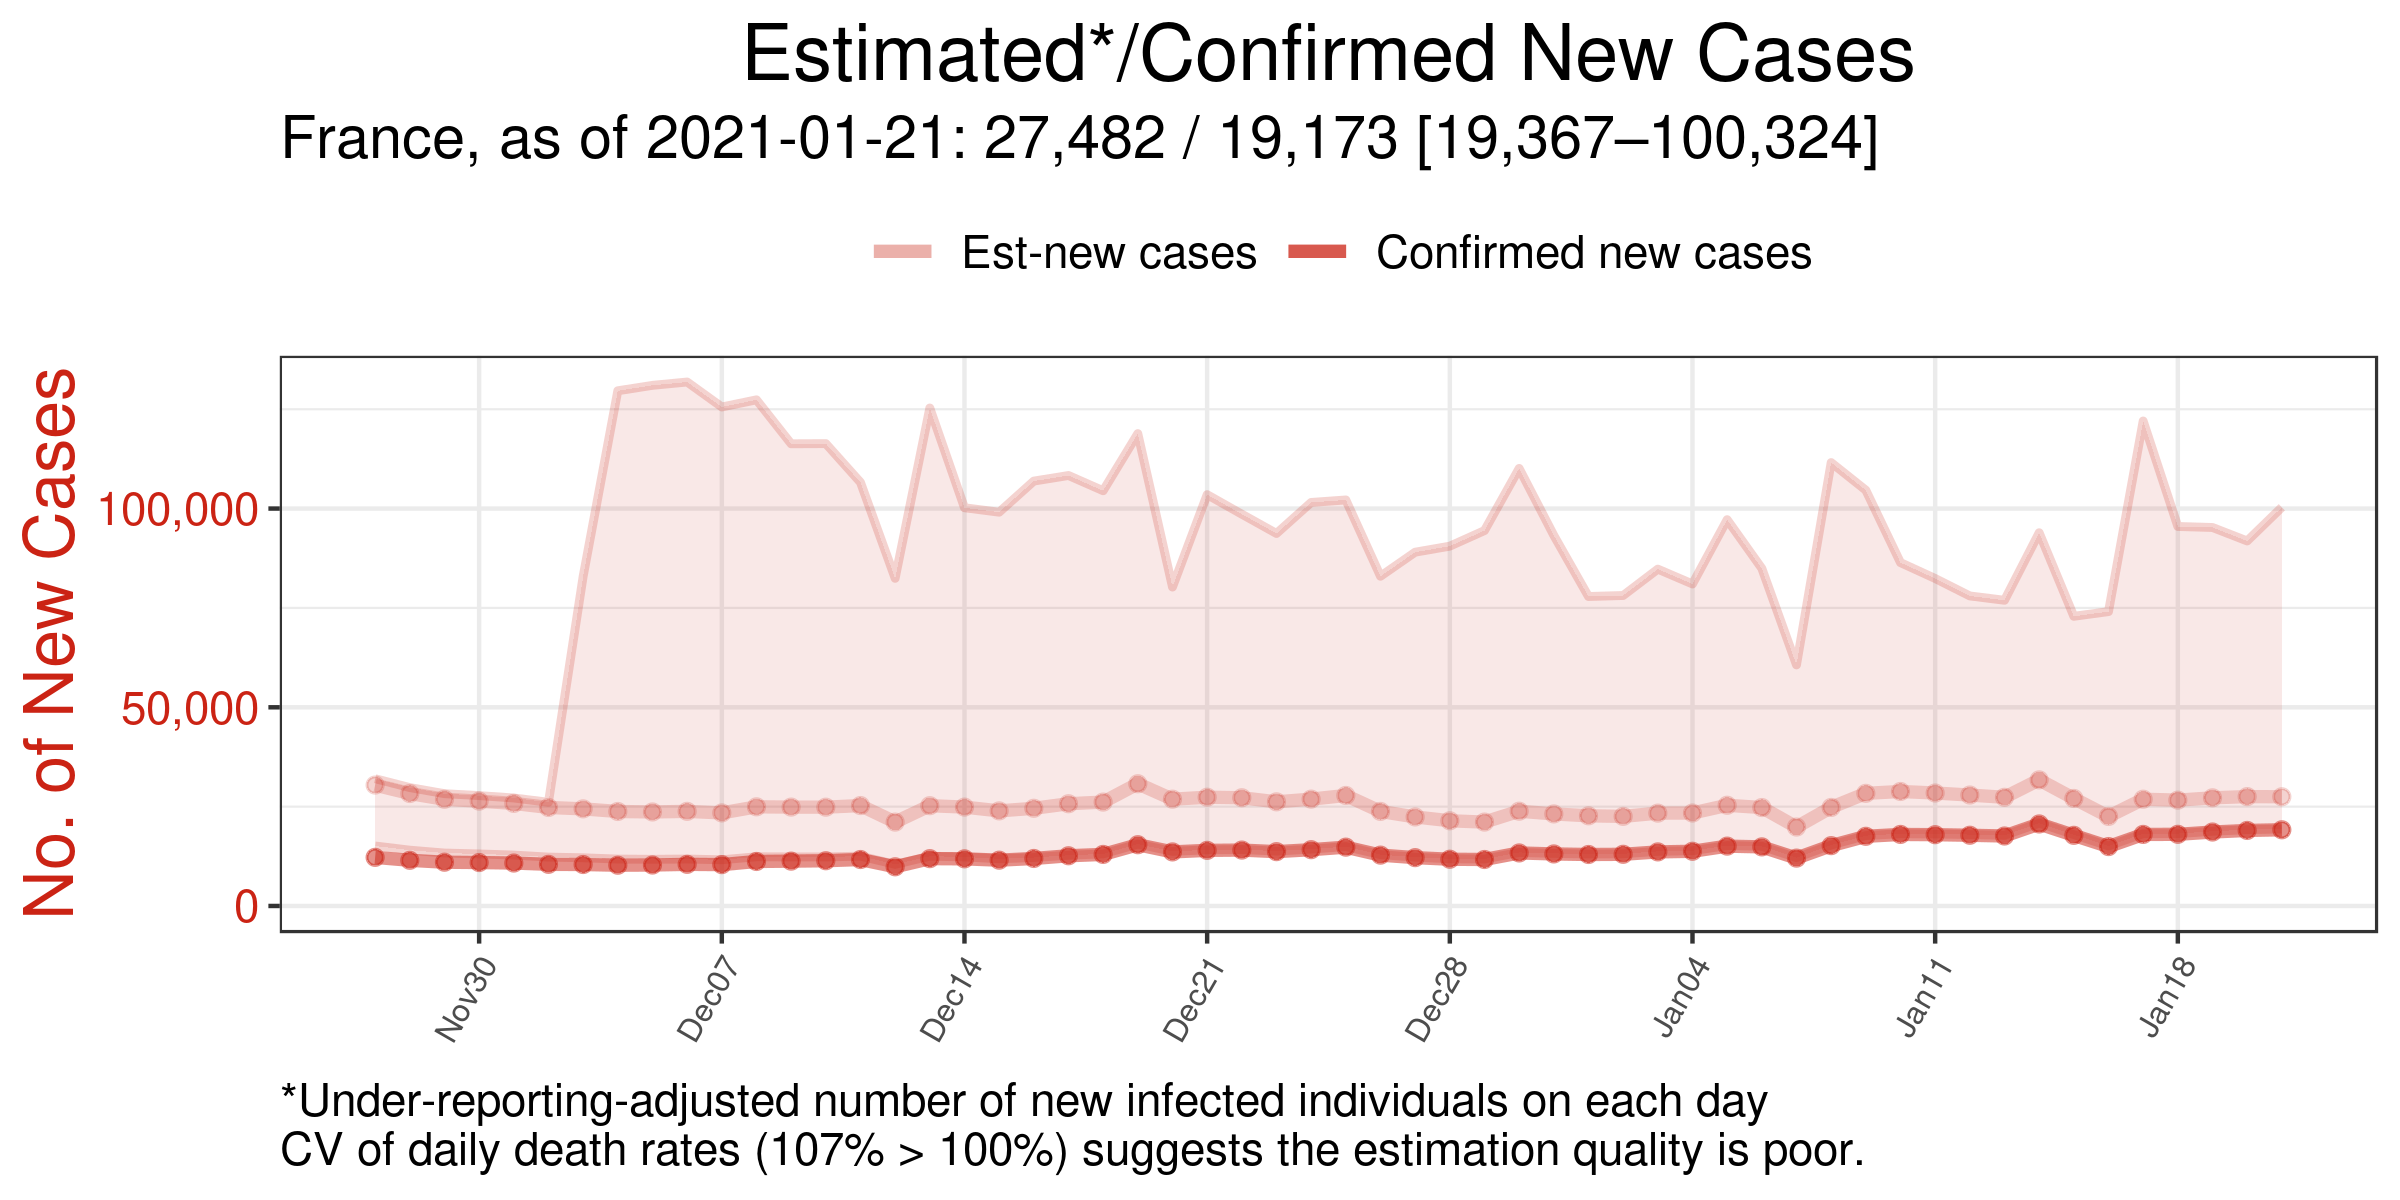 Estimated*/Confirmed New Cases
France, as of 2021-01-21: 27,482 / 19,173 [19,367–100,324]
Est-new cases
Confirmed new cases
No. of New Cases
100,000
50,000
0
Nov30
Dec07
Dec14
Dec21
Dec28
Jan04
Jan11
Jan18
*Under-reporting-adjusted number of new infected individuals on each day
CV of daily death rates (107% > 100%) suggests the estimation quality is poor.